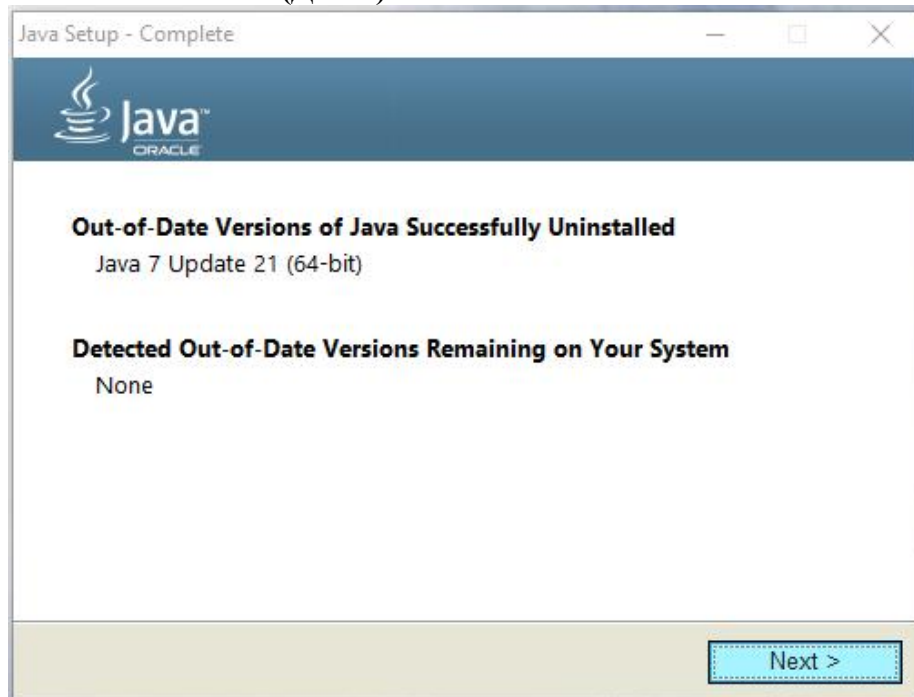 Java Setup - Complete
Java™
ORACLE
Out-of-Date Versions of Java Successfully Uninstalled
Java 7 Update 21 (64-bit)
Detected Out-of-Date Versions Remaining on Your System
None
Next >